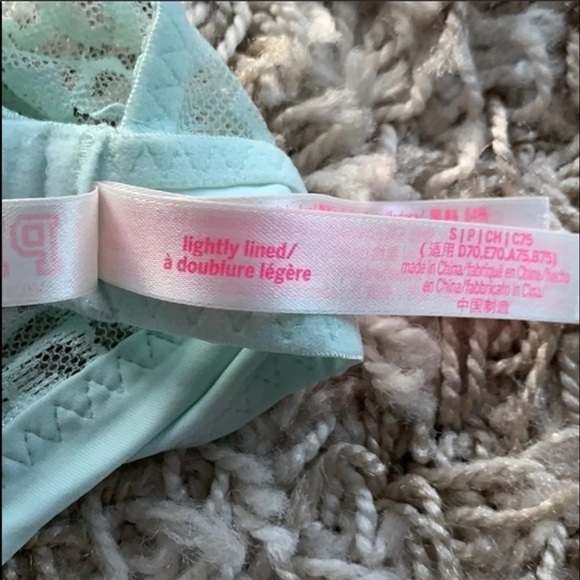 lightly lined/
à doublure légère
S|P|CH|C75
(适用 D70,E70,A75,B75)
made in China/fabriqué en Chine/hecho
en China/fabbricato in Cina/
中国制造